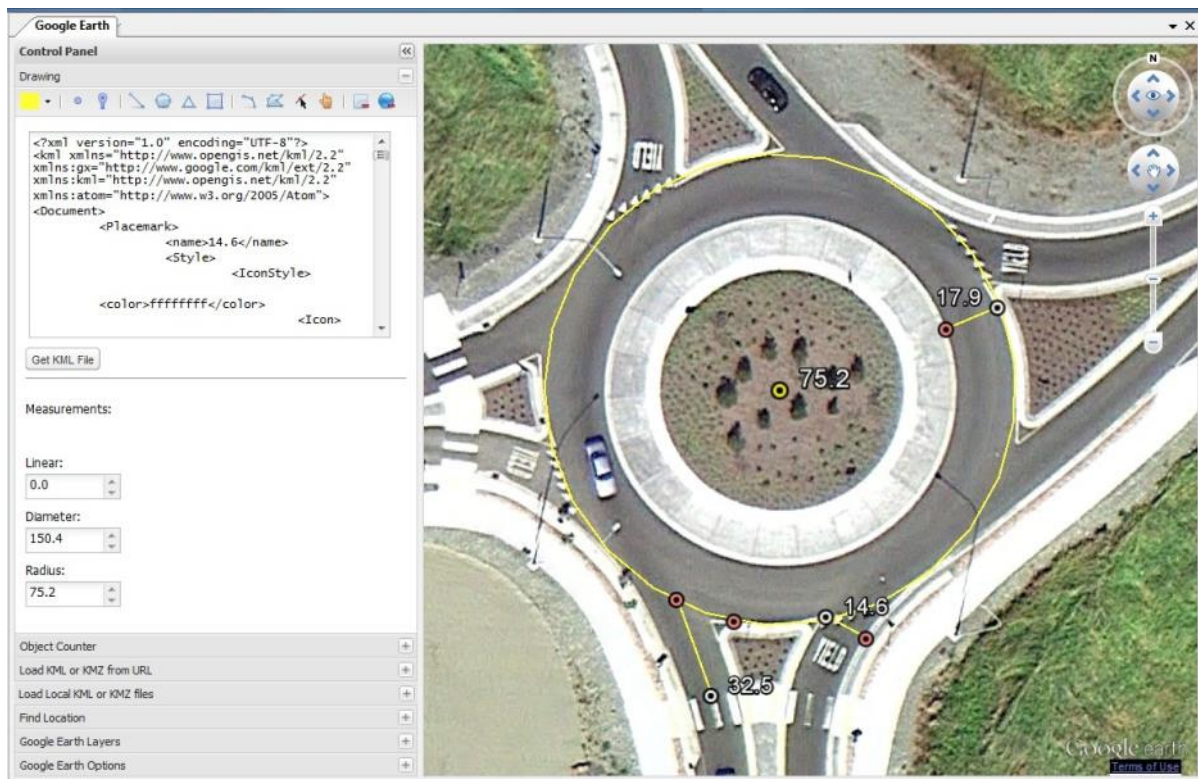 Google Earth
Control Panel
Drawing
<?xml version="1.0" encoding="UTF-8"?>
<kml xmlns="http://www.opengis.net/kml/2.2"
xmlns:gx="http://www.google.com/kml/ext/2.2"
xmlns:kml="http://www.opengis.net/kml/2.2"
xmlns:atom="http://www.w3.org/2005/Atom">
<Document>
<Placemark>
<name>14.6</name>
<Style>
<IconStyle>
<color>ffffffff</color>
<Icon>
Get KML File
Measurements:
Linear:
0.0
Diameter:
150.4
Radius:
75.2
Object Counter
Load KML or KMZ from URL
Load Local KML or KMZ files
Find Location
Google Earth Layers
Google Earth Options
N
YIELD
YIELD
17.9
75.2
YIELD
14.6
YIELD
32.5
Google earth
Terms of Use